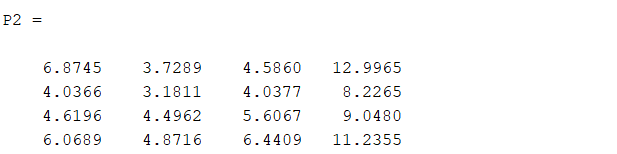 P2 =
6.8745 3.7289 4.5860 12.9965
4.0366 3.1811 4.0377 8.2265
4.6196 4.4962 5.6067 9.0480
6.0689 4.8716 6.4409 11.2355